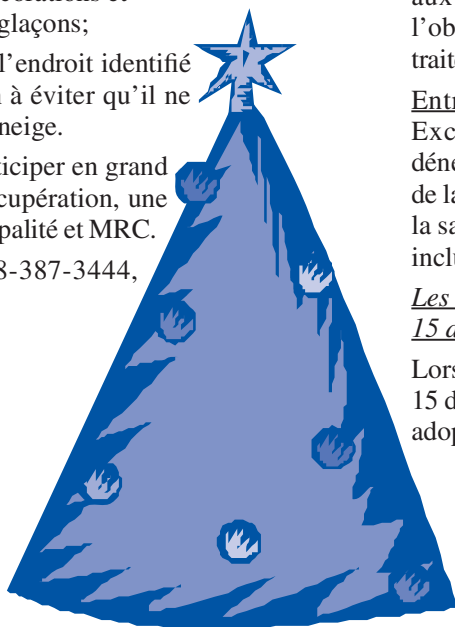 glaçons;
l'endroit identifié
à éviter qu'il ne
neige.
ticiper en grand
cupération, une
palité et MRC.
8-387-3444,
aux
l'ob
trait
Entr
Exc
déne
de la
la sa
inclu
Les
15 d
Lors
15 d
adop